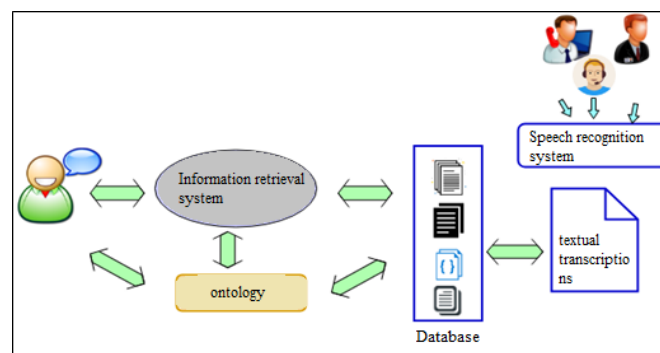 Speech recognition
system
Information retrieval
system
textual
transcriptio
ns
ontology
Database